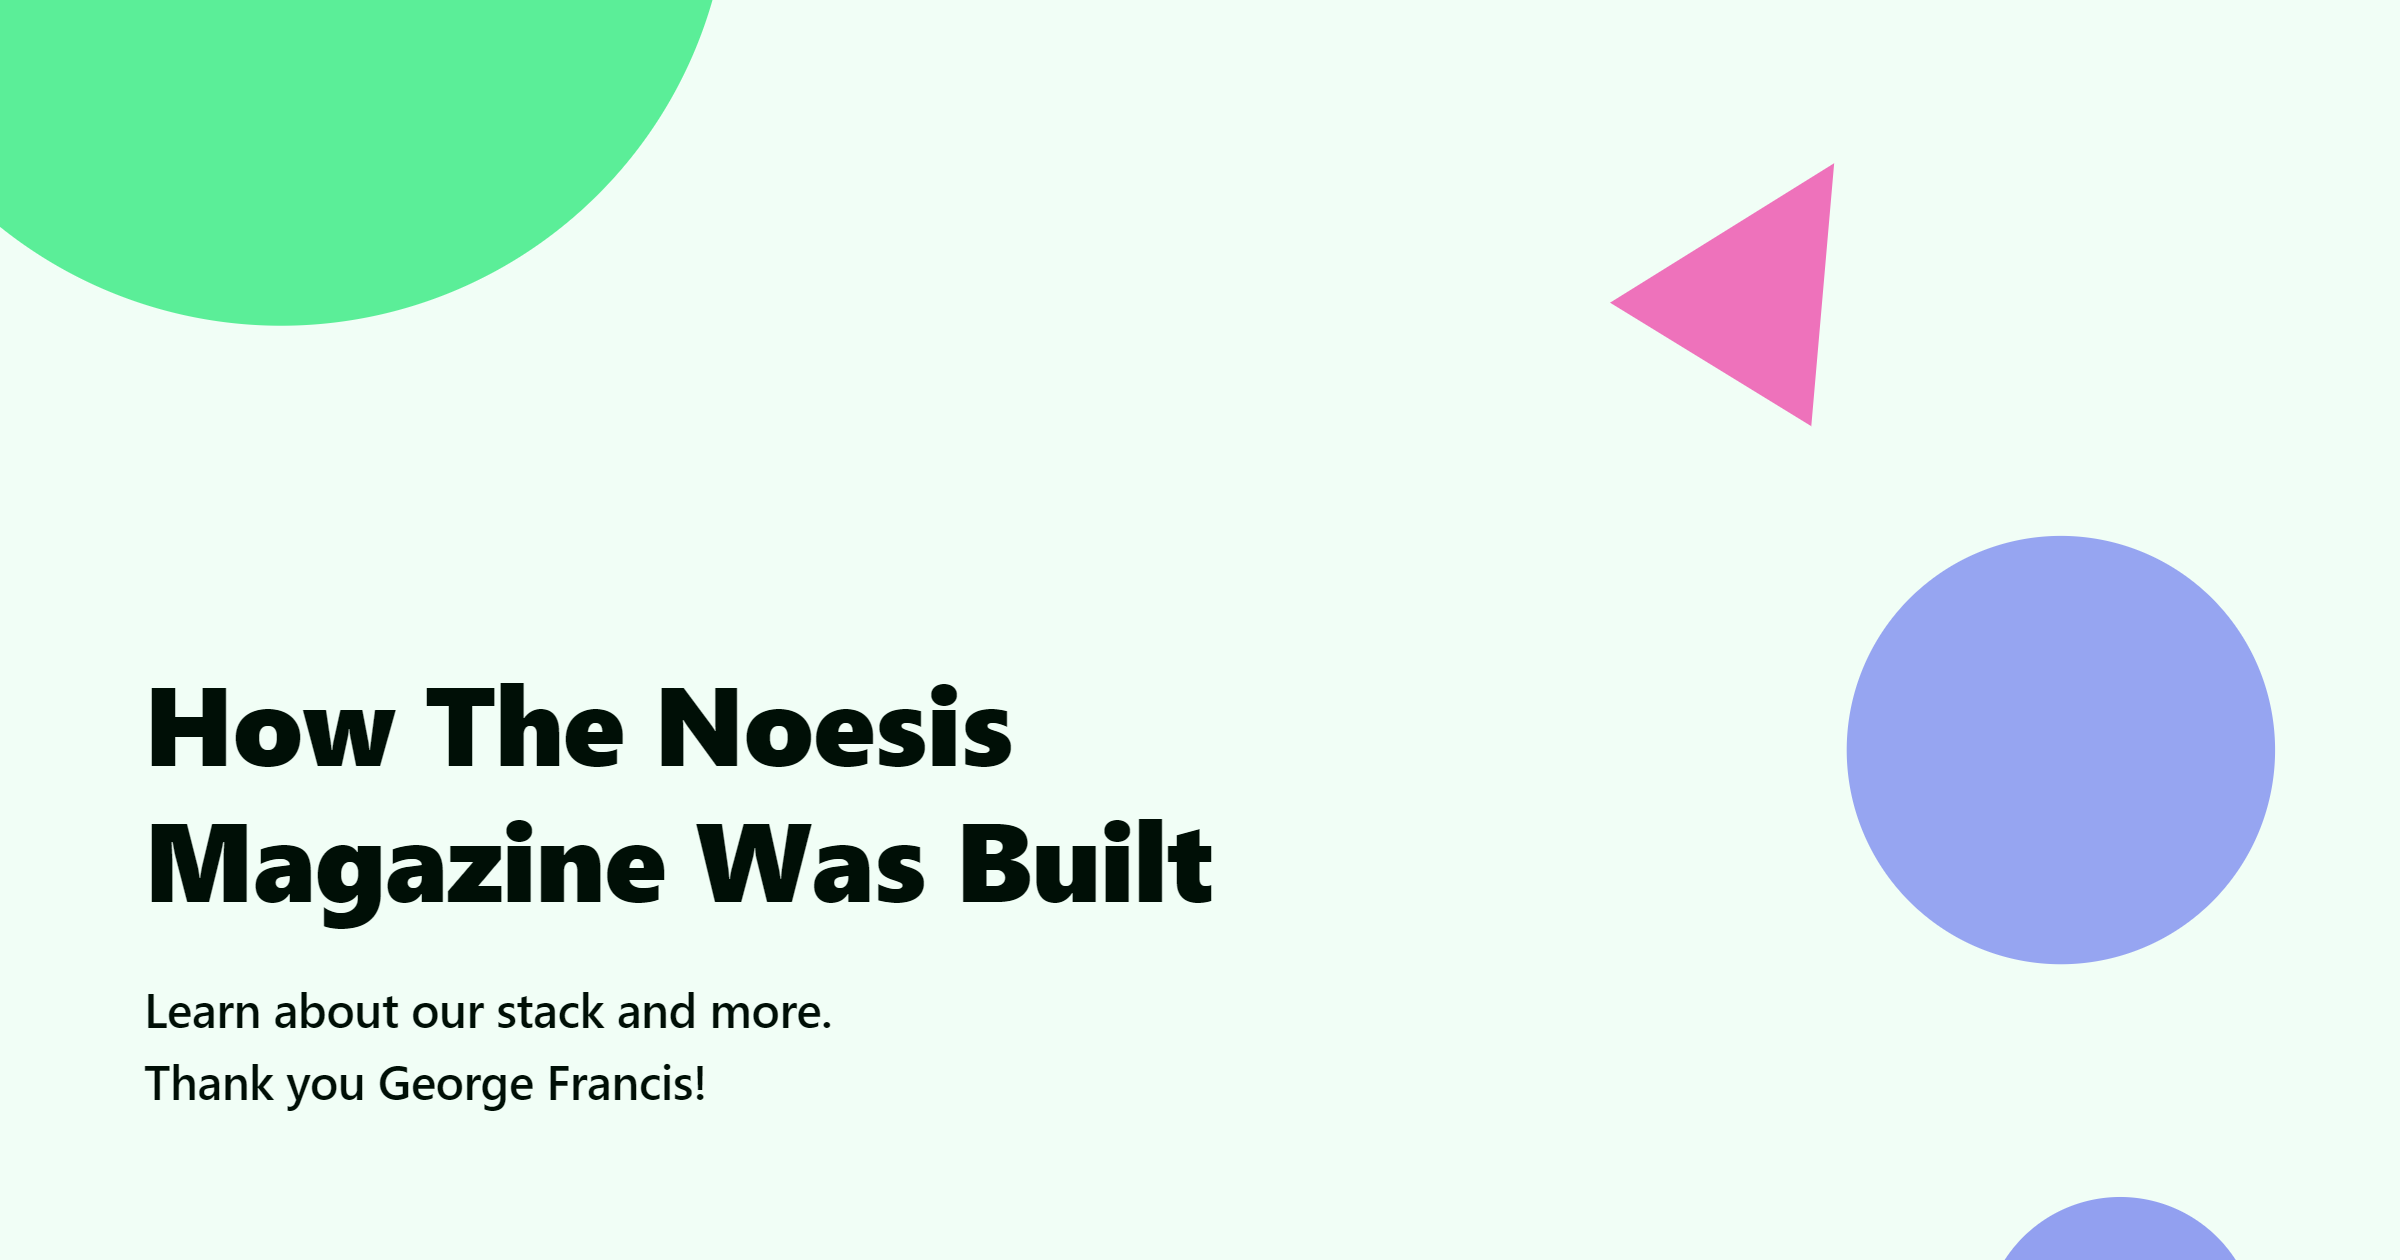 How The Noesis
Magazine Was Built
Learn about our stack and more.
Thank you George Francis!